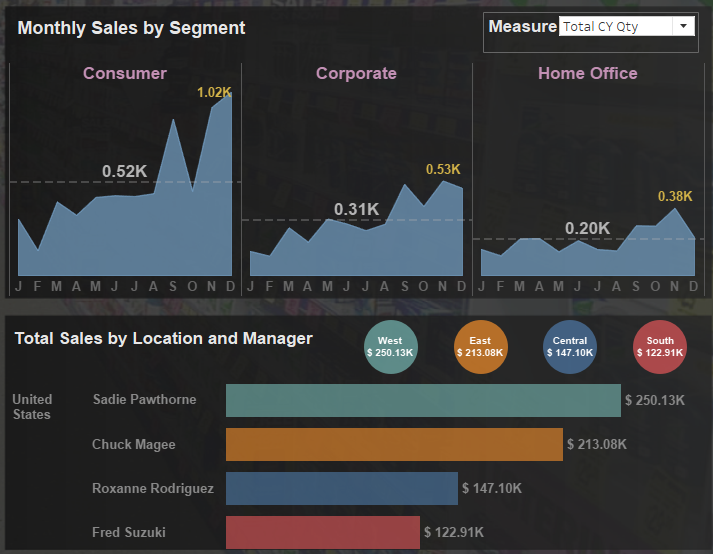 Monthly Sales by Segment
Measure Total CY Qty
Consumer Corporate Home Office
1.02K
0.52K
0.53K
0.31K
0.38K
0.20K
J F M A M J J A S O N D J F M A M J J A S O N D J F M A M J J A S O N D
Total Sales by Location and Manager
West
$ 250.13K
East
$ 213.08K
Central
$ 147.10K
South
$ 122.91K
United
States
Sadie Pawthorne $ 250.13K
Chuck Magee $ 213.08K
Roxanne Rodriguez $ 147.10K
Fred Suzuki $ 122.91K